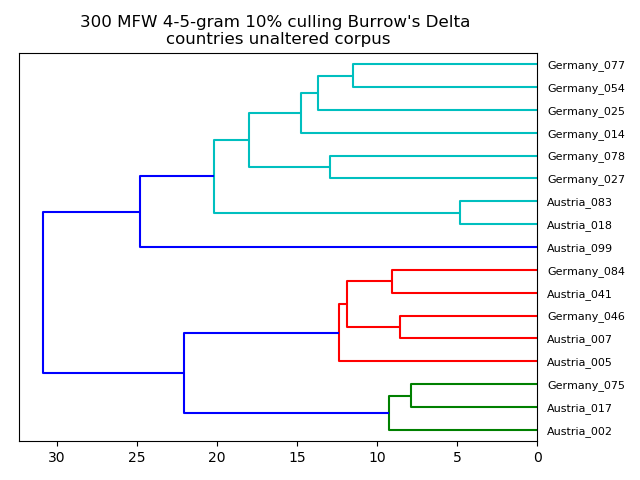 300 MFW 4-5-gram 10% culling Burrow's Delta
countries unaltered corpus
Germany_077
Germany_054
Germany_025
Germany_014
Germany_078
Germany_027
Austria_083
Austria_018
Austria_099
Germany_084
Austria_041
Germany_046
Austria_007
Austria_005
Germany_075
Austria_017
Austria_002
30 25 20 15 10 5 0